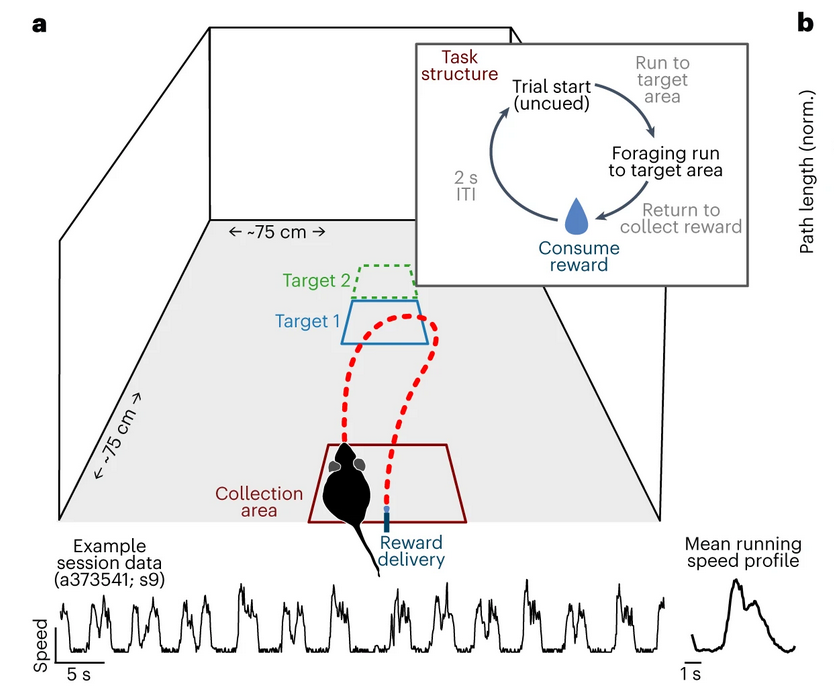 a
b
Task
structure
Trial start
(uncued)
Run to
target
area
Foraging run
to target area
2 s
ITI
Return to
collect reward
Consume
reward
Path length (norm.)
← ~75 cm →
Target 2
Target 1
← ~75 cm →
Collection
area
Reward
delivery
Example
session data
(a373541; s9)
Mean running
speed profile
Speed
5 s
1 s